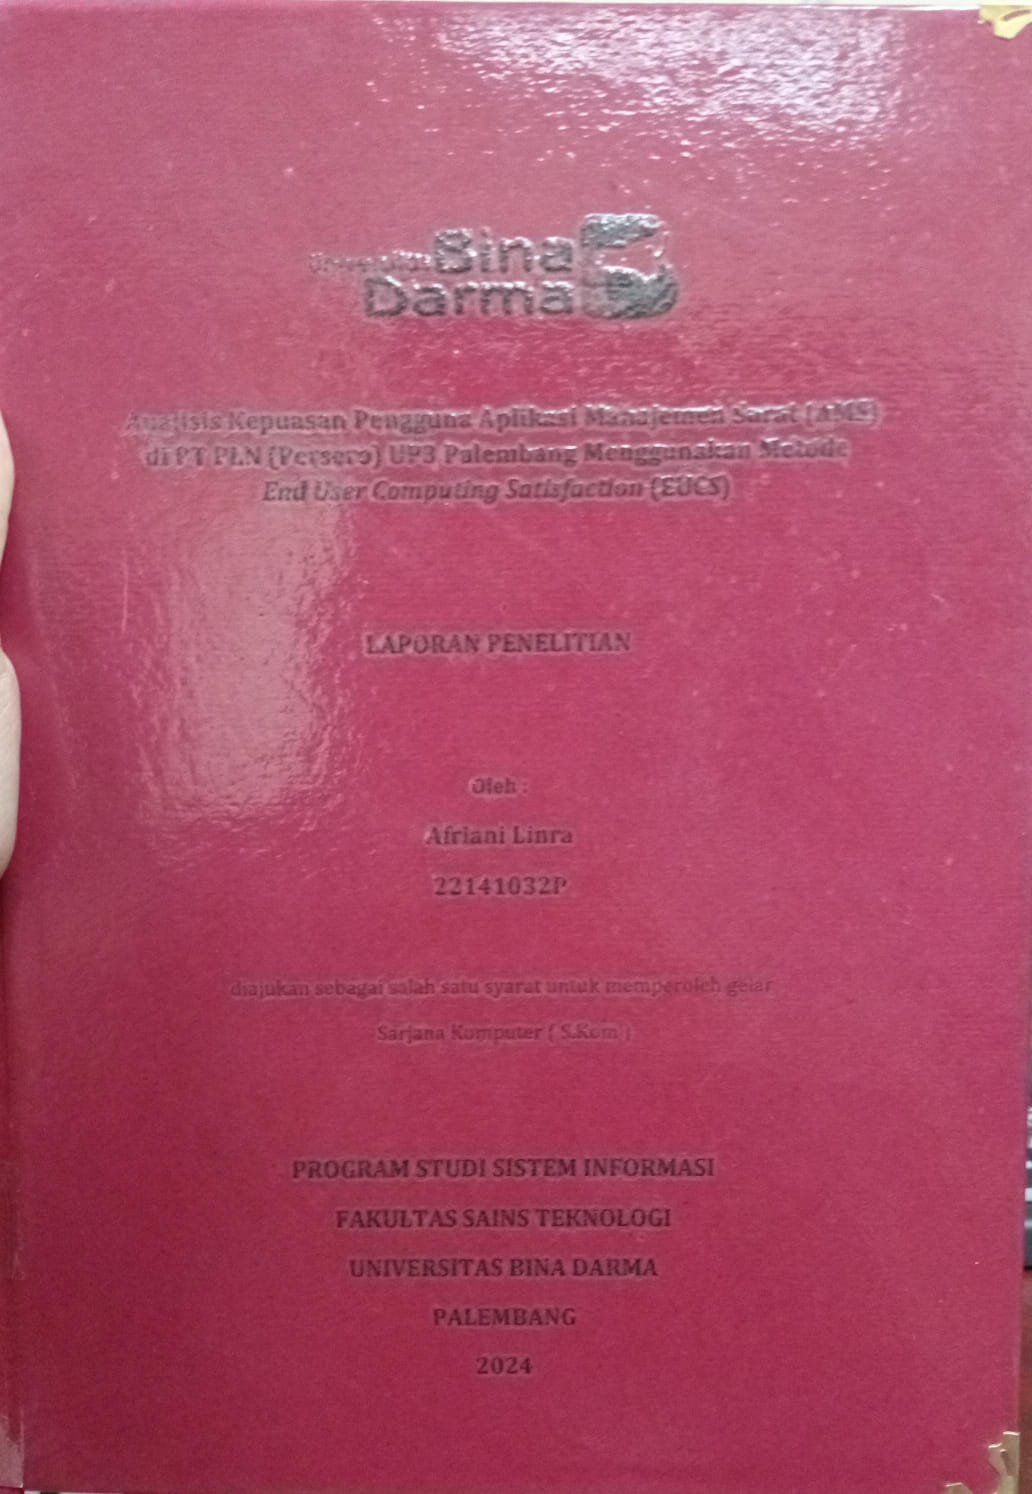 Universitas Bina
Darma
Analisis Kepuasan Pengguna Aplikasi Manajemen Surat (AMS)
di PT PLN (Persero) UP3 Palembang Menggunakan Metode
End User Computing Satisfaction (EUCS)
LAPORAN PENELITIAN
Oleh :
Afriani Linra
22141032P
diajukan sebagai salah satu syarat untuk memperoleh gelar
Sarjana Komputer ( S.Kom )
PROGRAM STUDI SISTEM INFORMASI
FAKULTAS SAINS TEKNOLOGI
UNIVERSITAS BINA DARMA
PALEMBANG
2024